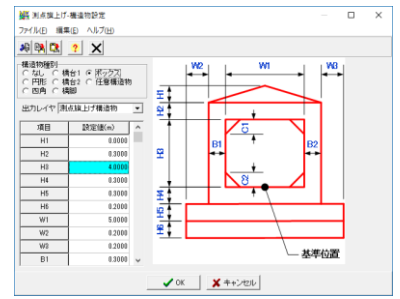 測点旗上げ-構造物設定
ファイル(F) 編集(E) ヘルプ(H)
構造物種別
なし 橋台1 ボックス
円形 橋台2 任意構造物
四角 橋脚
出力レイヤ 測点旗上げ構造物
項目 設定値(m)
H1 0.0000
H2 0.3000
H3 4.0000
H4 0.3000
H5 0.3000
H6 0.2000
W1 5.0000
W2 0.2000
W3 0.2000
B1 0.3000
W2 W1 W3
H1
H2
H3
H4
H5
H6
B1 B2
C1
C2
基準位置
OK キャンセル